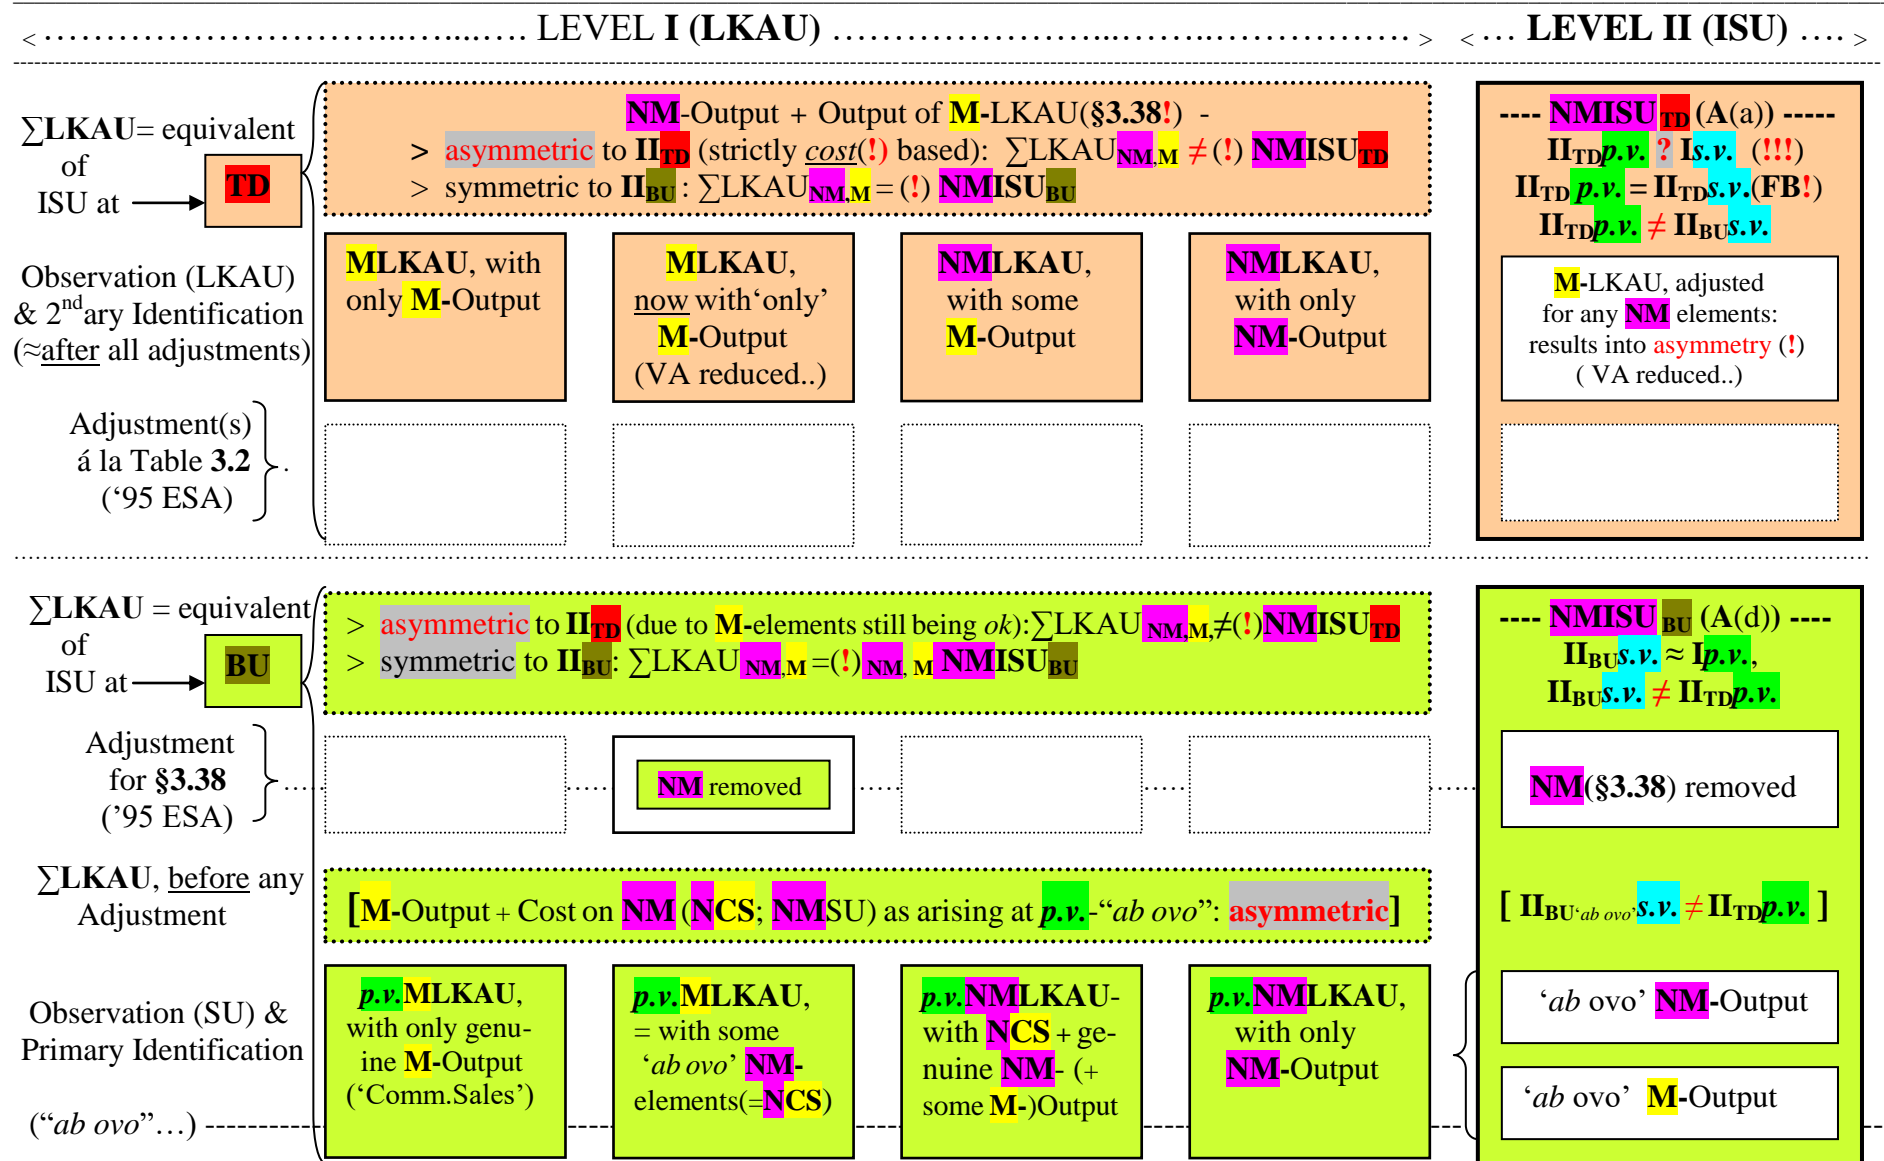 < ………………………...…....…. LEVEL I (LKAU) ……………………...……..……………. > < … LEVEL II (ISU) …. >
∑LKAU= equivalent
of
ISU at
TD
NM-Output + Output of M-LKAU(§3.38!) -
> asymmetric to IITD (strictly cost(!) based): ∑LKAUNM,M ≠ (!) NMISUTD
> symmetric to IIBU : ∑LKAUNM,M = (!) NMISUBU
---- NMISU TD (A(a)) -----
IITDp.v. ? Is.v. (!!!)
IITD p.v. = IITDs.v.(FB!)
IITDp.v. ≠ IIBUs.v.
Observation (LKAU)
& 2ndary Identification
(≈after all adjustments)
MLKAU, with
only M-Output
MLKAU,
now with‘only’
M-Output
(VA reduced..)
NMLKAU,
with some
M-Output
NMLKAU,
with only
NM-Output
M-LKAU, adjusted
for any NM elements:
results into asymmetry (!)
( VA reduced..)
Adjustment(s)
á la Table 3.2
(‘95 ESA)
∑LKAU = equivalent
of
ISU at
BU
> asymmetric to IITD (due to M-elements still being ok):∑LKAU NM,M,≠(!)NMISUTD
> symmetric to IIBU: ∑LKAU NM,M =(!) NM, M NMISUBU
---- NMISU BU (A(d)) ----
IIBUs.v. ≈ Ip.v.,
IIBUs.v. ≠ IITDp.v.
Adjustment
for §3.38
(’95 ESA)
NM removed
NM(§3.38) removed
∑LKAU, before any
Adjustment
[M-Output + Cost on NM (NCS; NMSU) as arising at p.v.-“ab ovo”: asymmetric]
[ IIBU‘ab ovo’s.v. ≠ IITDp.v. ]
Observation (SU) &
Primary Identification
(“ab ovo”…)
p.v.MLKAU,
with only genu-
ine M-Output
(‘Comm.Sales’)
p.v.MLKAU,
= with some
‘ab ovo’ NM-
elements(=NCS)
p.v.NMLKAU-
with NCS + ge-
nuine NM- (+
some M-)Output
p.v.NMLKAU,
with only
NM-Output
‘ab ovo’ NM-Output
‘ab ovo’ M-Output